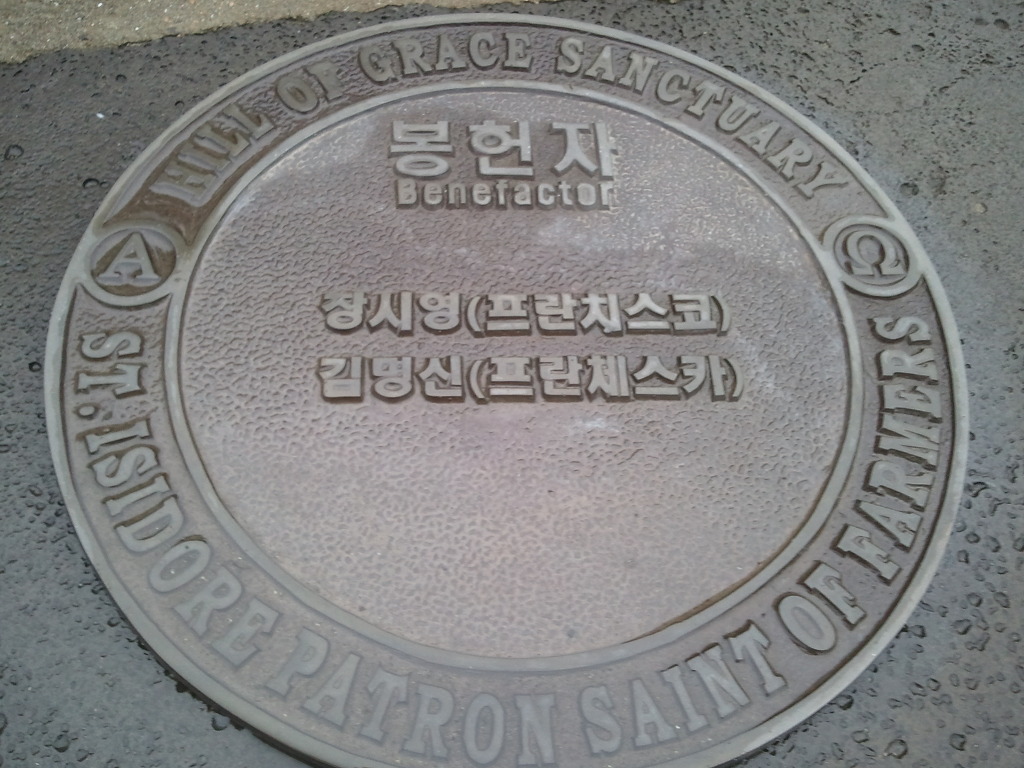 HILL OF GRACE SANCTUARY
Α
Ω
봉헌자
Benefactor
장시영(프란치스코)
김명신(프란체스카)
ST. ISIDORE PATRON SAINT OF FARMERS